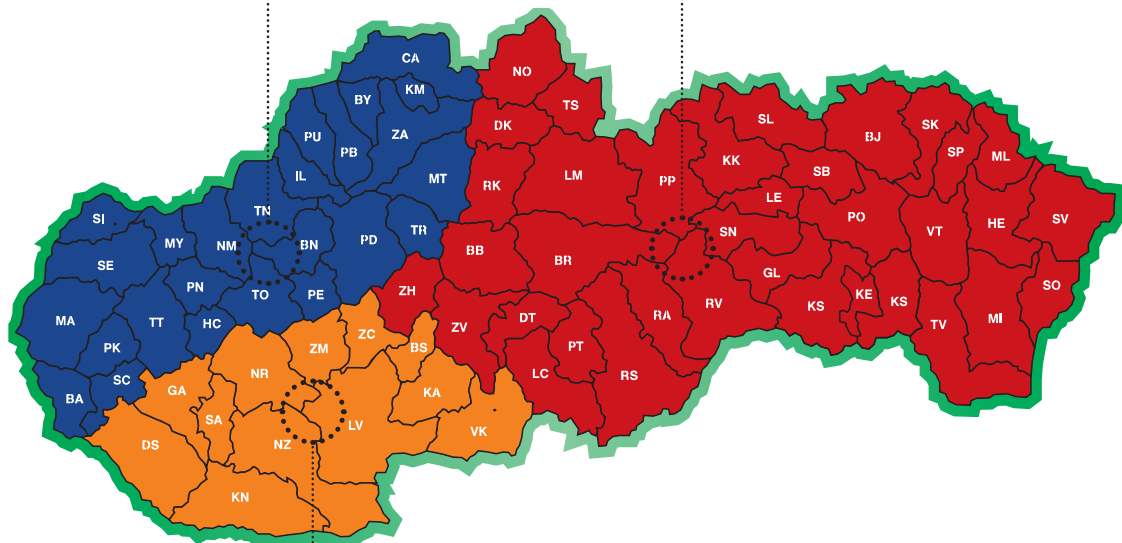 CA
NO
KM
BY
TS
SL
SK
DK
ZA
BJ
PU
PB
SP
ML
KK
LM
SB
IL
MT
RK
PP
LE
TN
SI
PO
SV
HE
TR
SN
VT
MY
NM
BN
PD
BB
BR
SE
GL
SO
PN
PE
TO
ZH
KE
KS
KS
RV
MA
TT
HC
DT
RA
TV
MI
ZV
ZC
PK
ZM
BS
PT
NR
LC
RS
SC
GA
KA
BA
SA
LV
VK
DS
NZ
KN